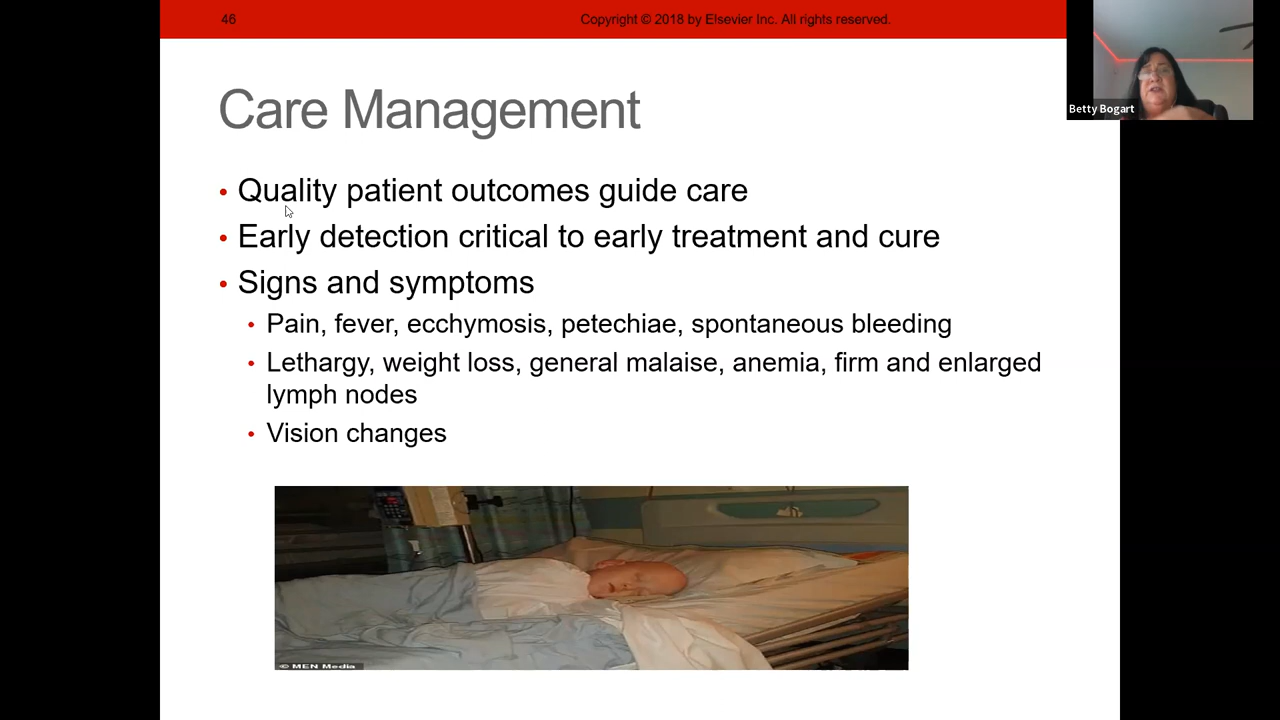 46
Copyright © 2018 by Elsevier Inc. All rights reserved.
Betty Bogart
Care Management
• Quality patient outcomes guide care
• Early detection critical to early treatment and cure
• Signs and symptoms
• Pain, fever, ecchymosis, petechiae, spontaneous bleeding
• Lethargy, weight loss, general malaise, anemia, firm and enlarged
lymph nodes
• Vision changes
© MEN Media